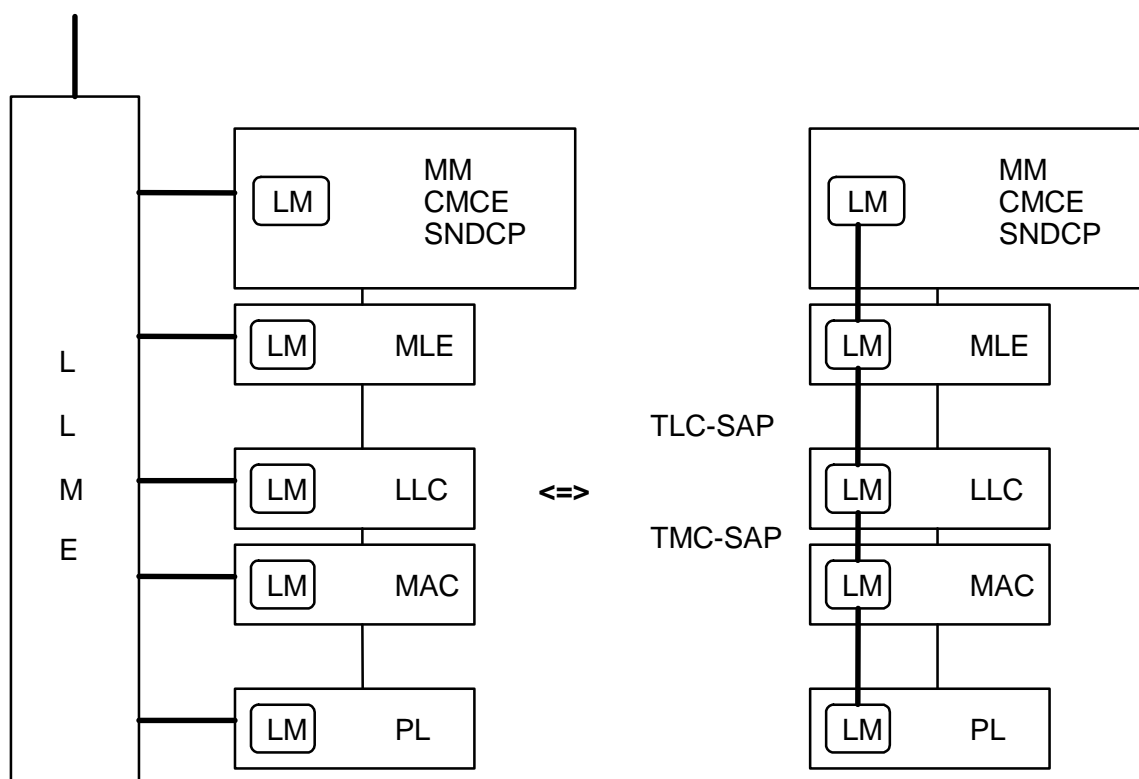 L
L
M
E
LM
MM
CMCE
SNDCP
LM MLE
LM LLC
LM MAC
LM PL
<=>
TLC-SAP
TMC-SAP
LM
MM
CMCE
SNDCP
LM MLE
LM LLC
LM MAC
LM PL